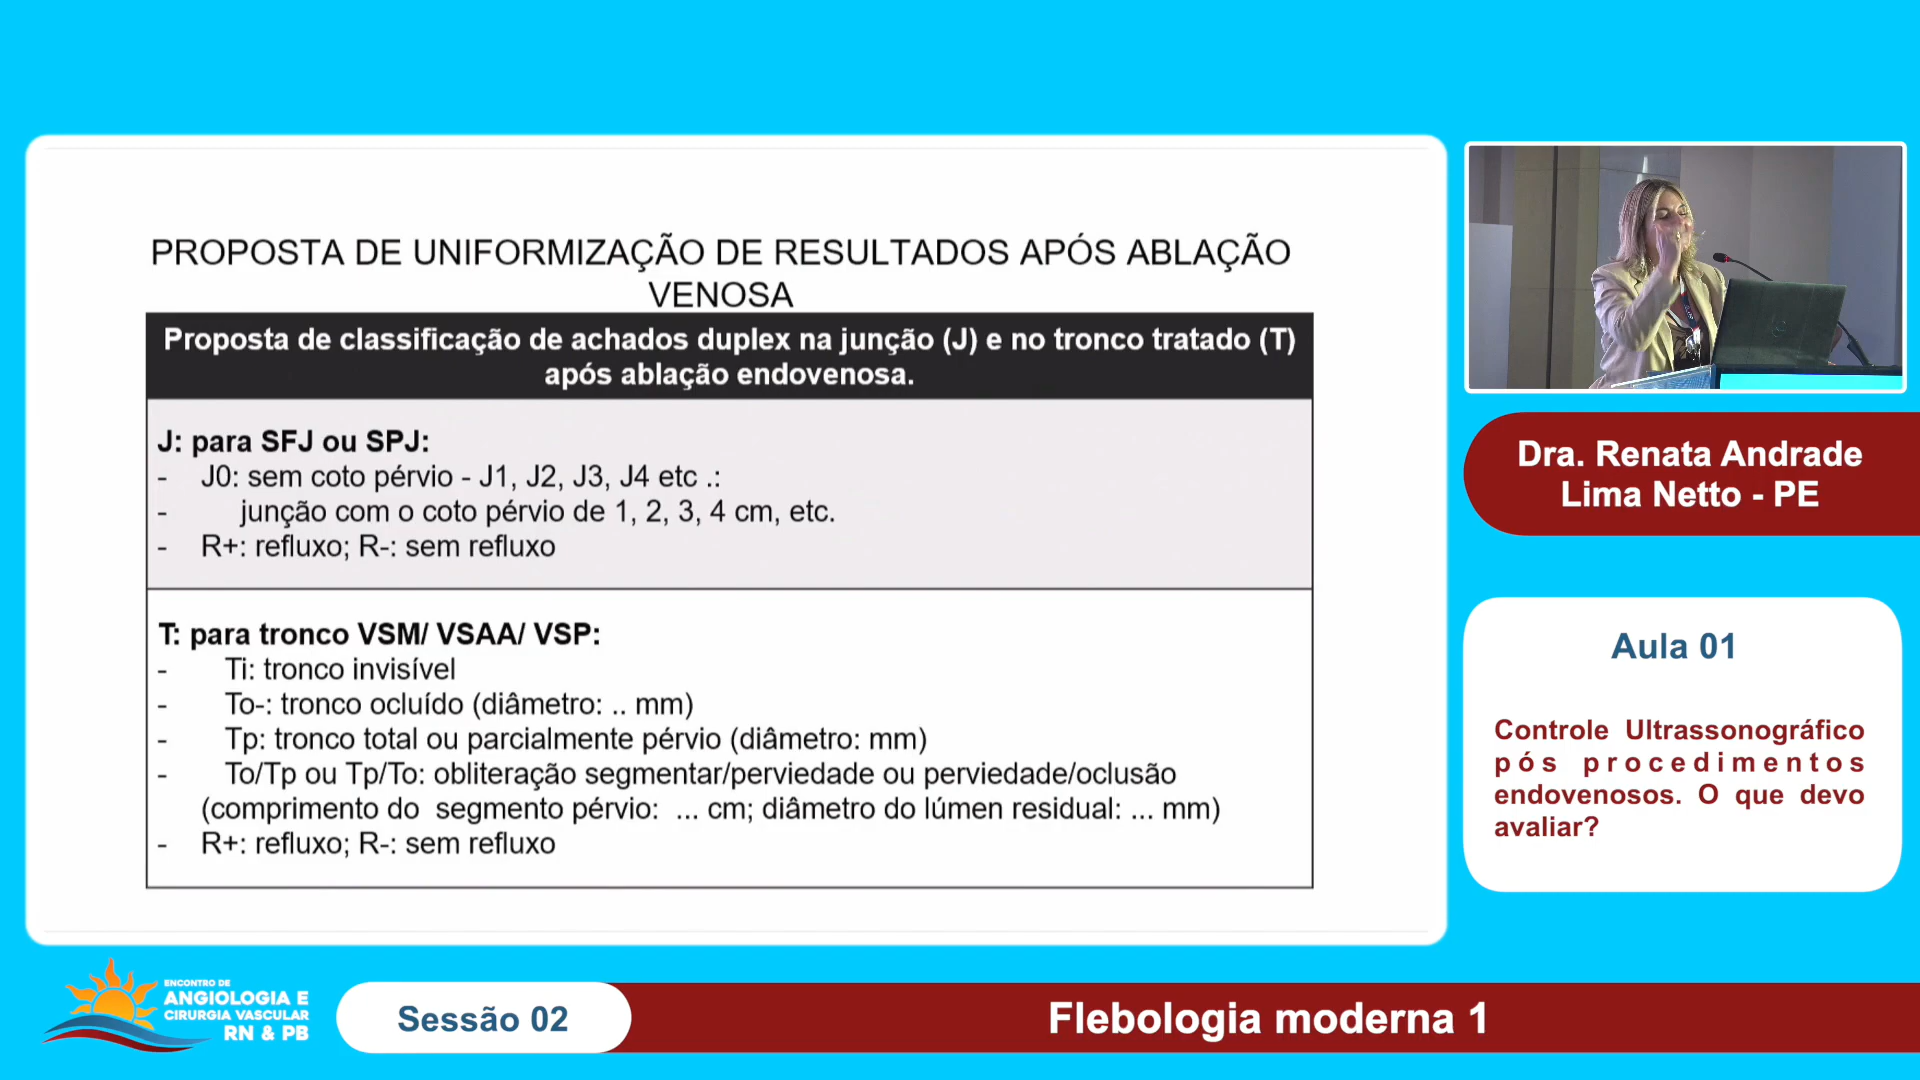 PROPOSTA DE UNIFORMIZAÇÃO DE RESULTADOS APÓS ABLAÇÃO
VENOSA
Proposta de classificação de achados duplex na junção (J) e no tronco tratado (T)
após ablação endovenosa.
J: para SFJ ou SPJ:
- J0: sem coto pérvio - J1, J2, J3, J4 etc .:
- junção com o coto pérvio de 1, 2, 3, 4 cm, etc.
- R+: refluxo; R-: sem refluxo
T: para tronco VSM/ VSAA/ VSP:
- Ti: tronco invisível
- To-: tronco ocluído (diâmetro: .. mm)
- Tp: tronco total ou parcialmente pérvio (diâmetro: mm)
- To/Tp ou Tp/To: obliteração segmentar/perviedade ou perviedade/oclusão
(comprimento do segmento pérvio: ... cm; diâmetro do lúmen residual: ... mm)
- R+: refluxo; R-: sem refluxo
Dra. Renata Andrade
Lima Netto - PE
Aula 01
Controle Ultrassonográfico
pós procedimentos
endovenosos. O que devo
avaliar?
ENCONTRO DE
ANGIOLOGIA E
CIRURGIA VASCULAR
RN & PB
Sessão 02
Flebologia moderna 1